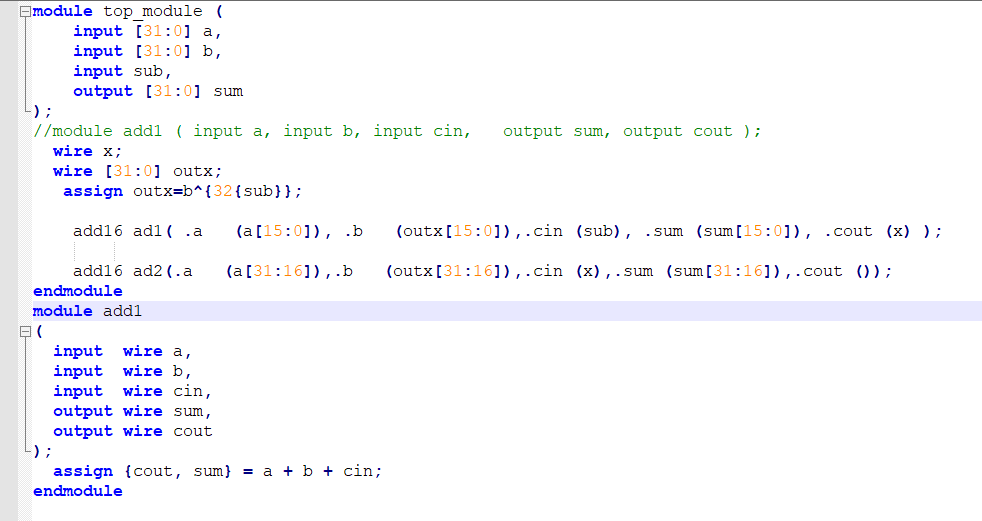 module top_module (
    input [31:0] a,
    input [31:0] b,
    input sub,
    output [31:0] sum
);
//module add1 ( input a, input b, input cin,   output sum, output cout );
  wire x;
  wire [31:0] outx;
   assign outx=b^{32{sub}};
    add16 ad1( .a   (a[15:0]), .b   (outx[15:0]),.cin (sub), .sum (sum[15:0]), .cout (x) );
    add16 ad2(.a   (a[31:16]),.b   (outx[31:16]),.cin (x),.sum (sum[31:16]),.cout ());
endmodule
module add1
(
  input  wire a,
  input  wire b,
  input  wire cin,
  output wire sum,
  output wire cout
);
  assign {cout, sum} = a + b + cin;
endmodule